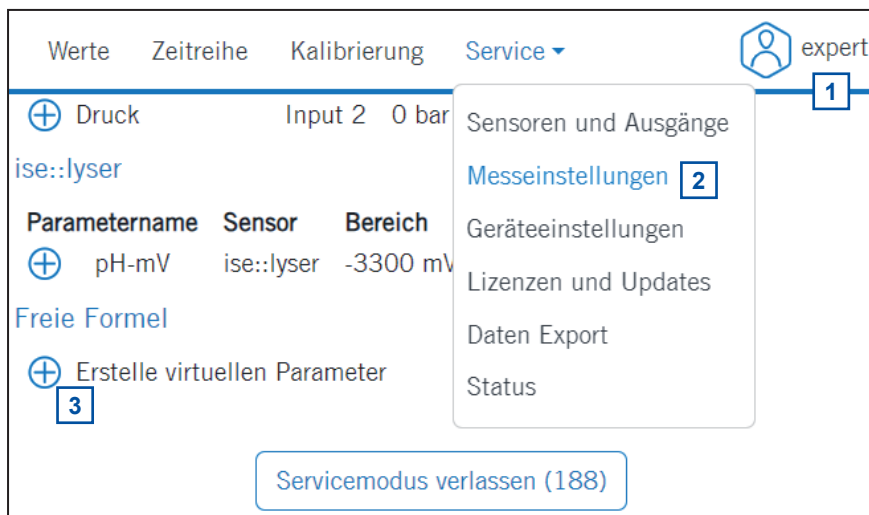 Werte Zeitreihe Kalibrierung Service expert
1
Druck Input 2 0 bar
ise::lyser
Parametername Sensor Bereich
pH-mV ise::lyser -3300 mV
Freie Formel
Erstelle virtuellen Parameter
3
Sensoren und Ausgänge
Messeinstellungen 2
Geräteeinstellungen
Lizenzen und Updates
Daten Export
Status
Servicemodus verlassen (188)